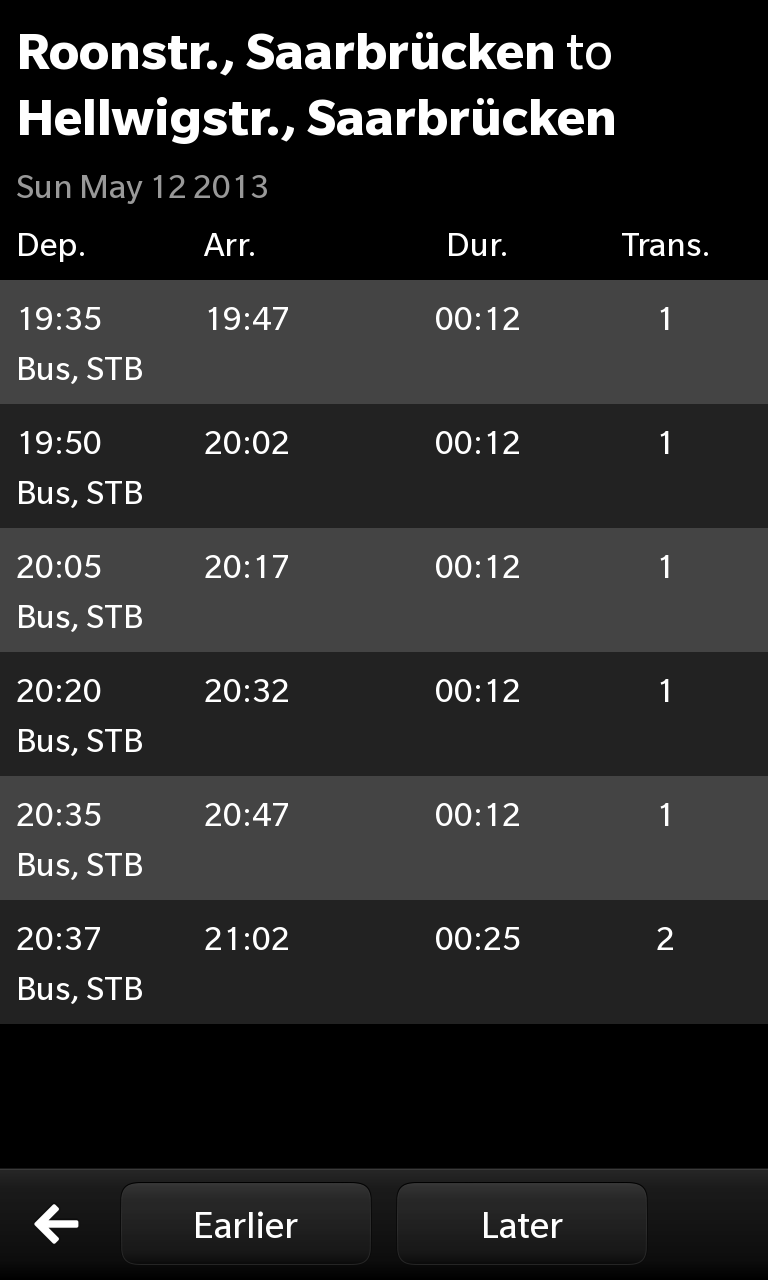 Roonstr., Saarbrücken to
Hellwigstr., Saarbrücken
Sun May 12 2013
Dep. Arr. Dur. Trans.
19:35 19:47 00:12 1
Bus, STB
19:50 20:02 00:12 1
Bus, STB
20:05 20:17 00:12 1
Bus, STB
20:20 20:32 00:12 1
Bus, STB
20:35 20:47 00:12 1
Bus, STB
20:37 21:02 00:25 2
Bus, STB
Earlier Later